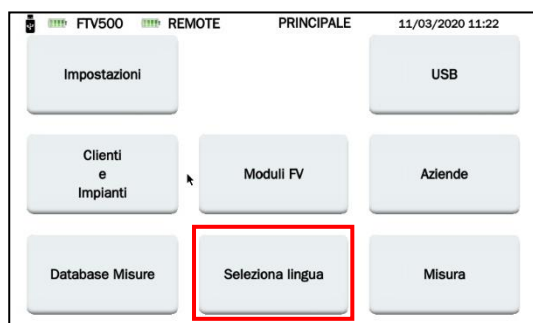 FTV500 REMOTE PRINCIPALE 11/03/2020 11:22
Impostazioni
USB
Clienti
e
Impianti
Moduli FV
Aziende
Database Misure
Seleziona lingua
Misura